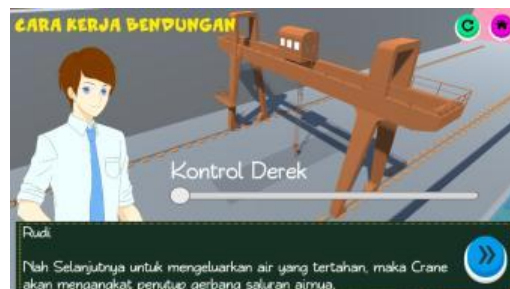 CARA KERJA BENDUNGAN
C
Kontrol Derek
Rudi:
Nah Selanjutnya untuk mengeluarkan air yang tertahan, maka Crane
akan mengangkat penutup gerbang saluran airnya.